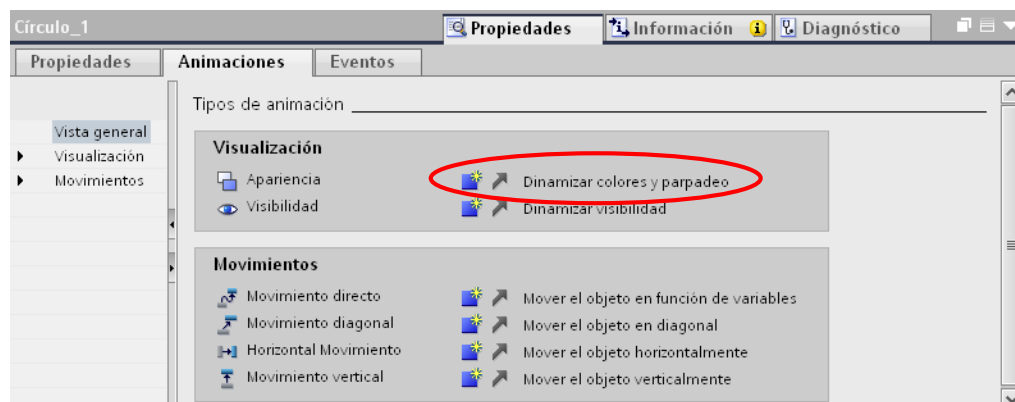 Círculo_1 Propiedades Información Diagnóstico
Propiedades Animaciones Eventos
Tipos de animación
Vista general
Visualización
Movimientos
Visualización
Apariencia Dinamizar colores y parpadeo
Visibilidad Dinamizar visibilidad
Movimientos
Movimiento directo Mover el objeto en función de variables
Movimiento diagonal Mover el objeto en diagonal
Horizontal Movimiento Mover el objeto horizontalmente
Movimiento vertical Mover el objeto verticalmente